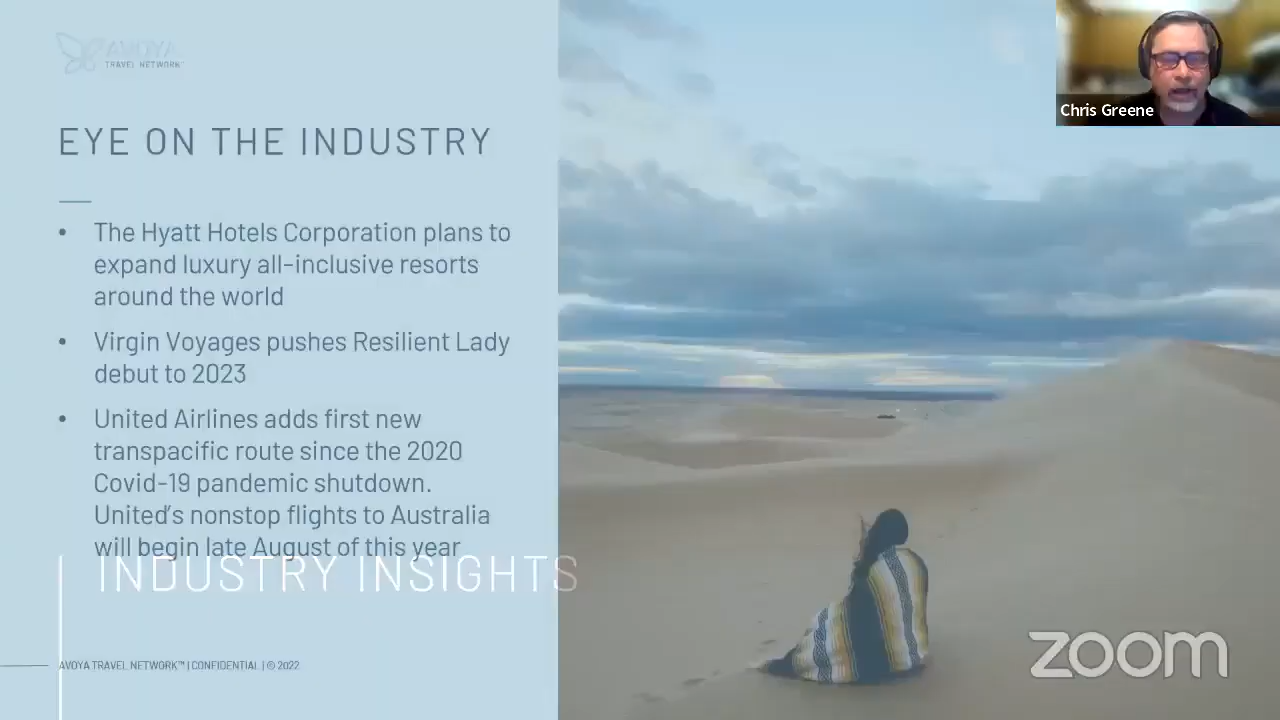 AVOYA
TRAVEL NETWORK™
Chris Greene
EYE ON THE INDUSTRY
• The Hyatt Hotels Corporation plans to
expand luxury all-inclusive resorts
around the world
• Virgin Voyages pushes Resilient Lady
debut to 2023
• United Airlines adds first new
transpacific route since the 2020
Covid-19 pandemic shutdown.
United's nonstop flights to Australia
will begin late August of this year
INDUSTRY INSIGHTS
AVOYA TRAVEL NETWORK™ | CONFIDENTIAL | © 2022
zoom